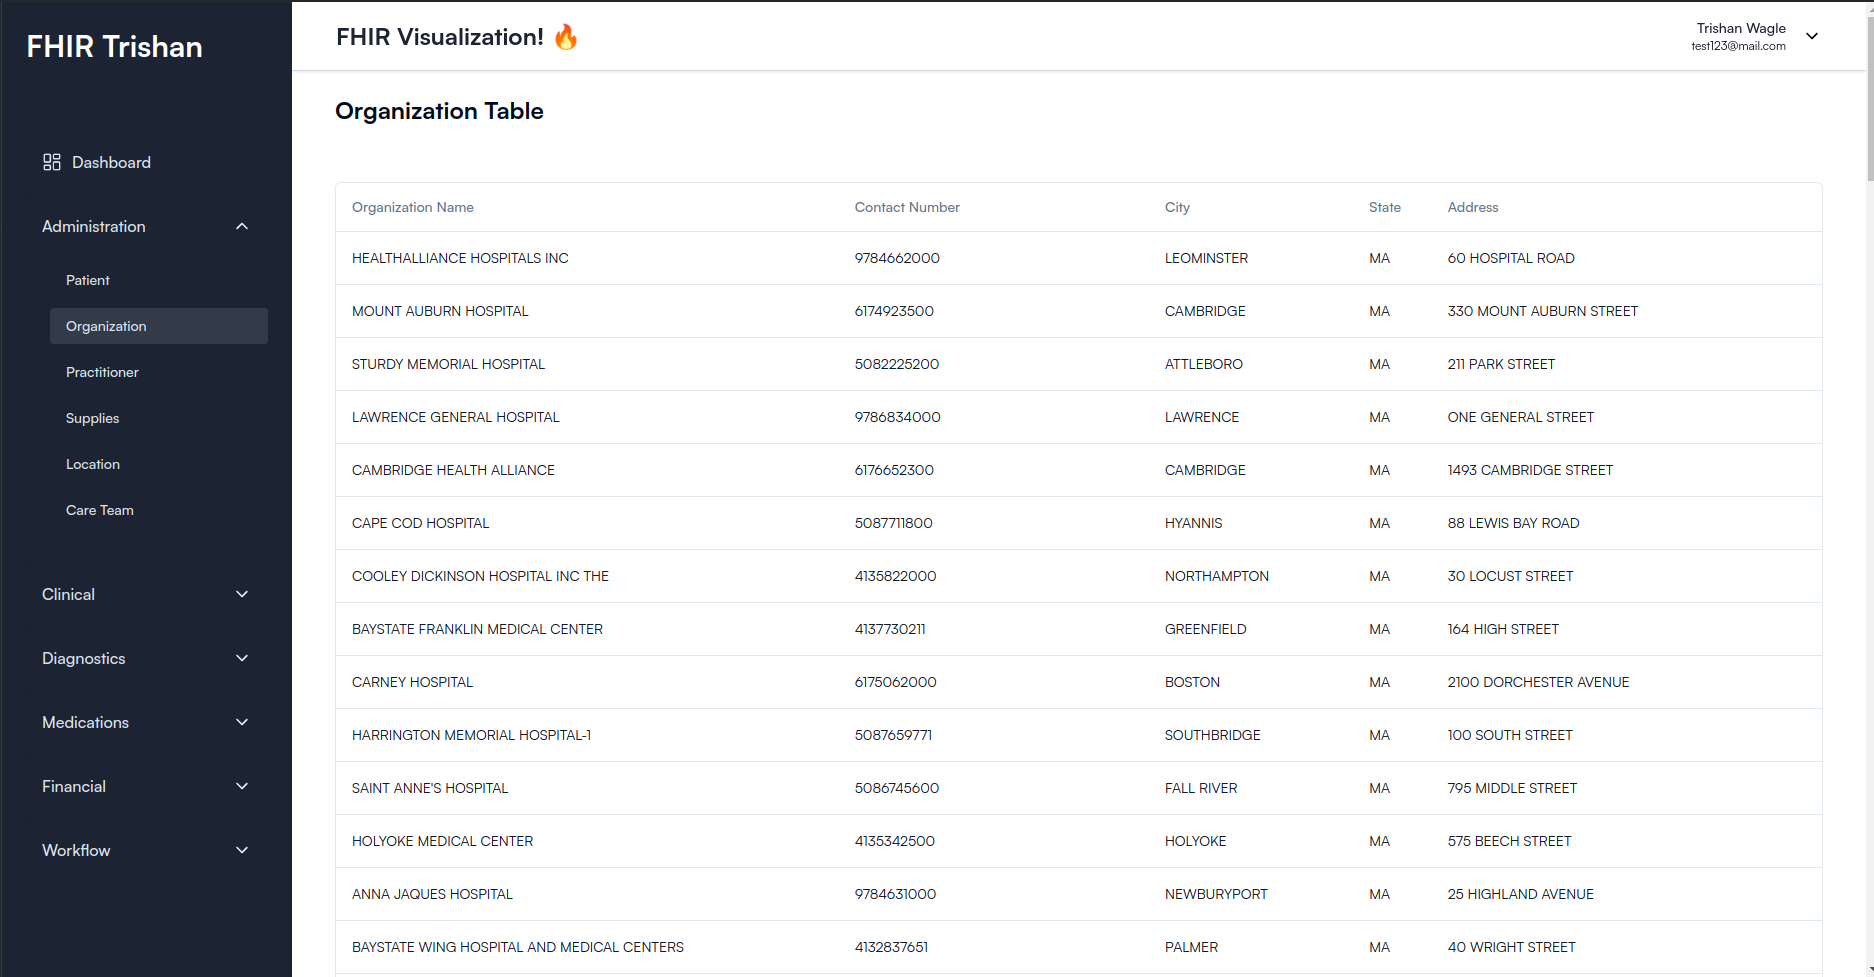 FHIR Trishan
Dashboard
Administration
Patient
Organization
Practitioner
Supplies
Location
Care Team
Clinical
Diagnostics
Medications
Financial
Workflow
FHIR Visualization! 🔥
Trishan Wagle
test123@mail.com
Organization Table
Organization Name Contact Number City State Address
HEALTHALLIANCE HOSPITALS INC 9784662000 LEOMINSTER MA 60 HOSPITAL ROAD
MOUNT AUBURN HOSPITAL 6174923500 CAMBRIDGE MA 330 MOUNT AUBURN STREET
STURDY MEMORIAL HOSPITAL 5082225200 ATTLEBORO MA 211 PARK STREET
LAWRENCE GENERAL HOSPITAL 9786834000 LAWRENCE MA ONE GENERAL STREET
CAMBRIDGE HEALTH ALLIANCE 6176652300 CAMBRIDGE MA 1493 CAMBRIDGE STREET
CAPE COD HOSPITAL 5087711800 HYANNIS MA 88 LEWIS BAY ROAD
COOLEY DICKINSON HOSPITAL INC THE 4135822000 NORTHAMPTON MA 30 LOCUST STREET
BAYSTATE FRANKLIN MEDICAL CENTER 4137730211 GREENFIELD MA 164 HIGH STREET
CARNEY HOSPITAL 6175062000 BOSTON MA 2100 DORCHESTER AVENUE
HARRINGTON MEMORIAL HOSPITAL-1 5087659771 SOUTHBRIDGE MA 100 SOUTH STREET
SAINT ANNE'S HOSPITAL 5086745600 FALL RIVER MA 795 MIDDLE STREET
HOLYOKE MEDICAL CENTER 4135342500 HOLYOKE MA 575 BEECH STREET
ANNA JAQUES HOSPITAL 9784631000 NEWBURYPORT MA 25 HIGHLAND AVENUE
BAYSTATE WING HOSPITAL AND MEDICAL CENTERS 4132837651 PALMER MA 40 WRIGHT STREET